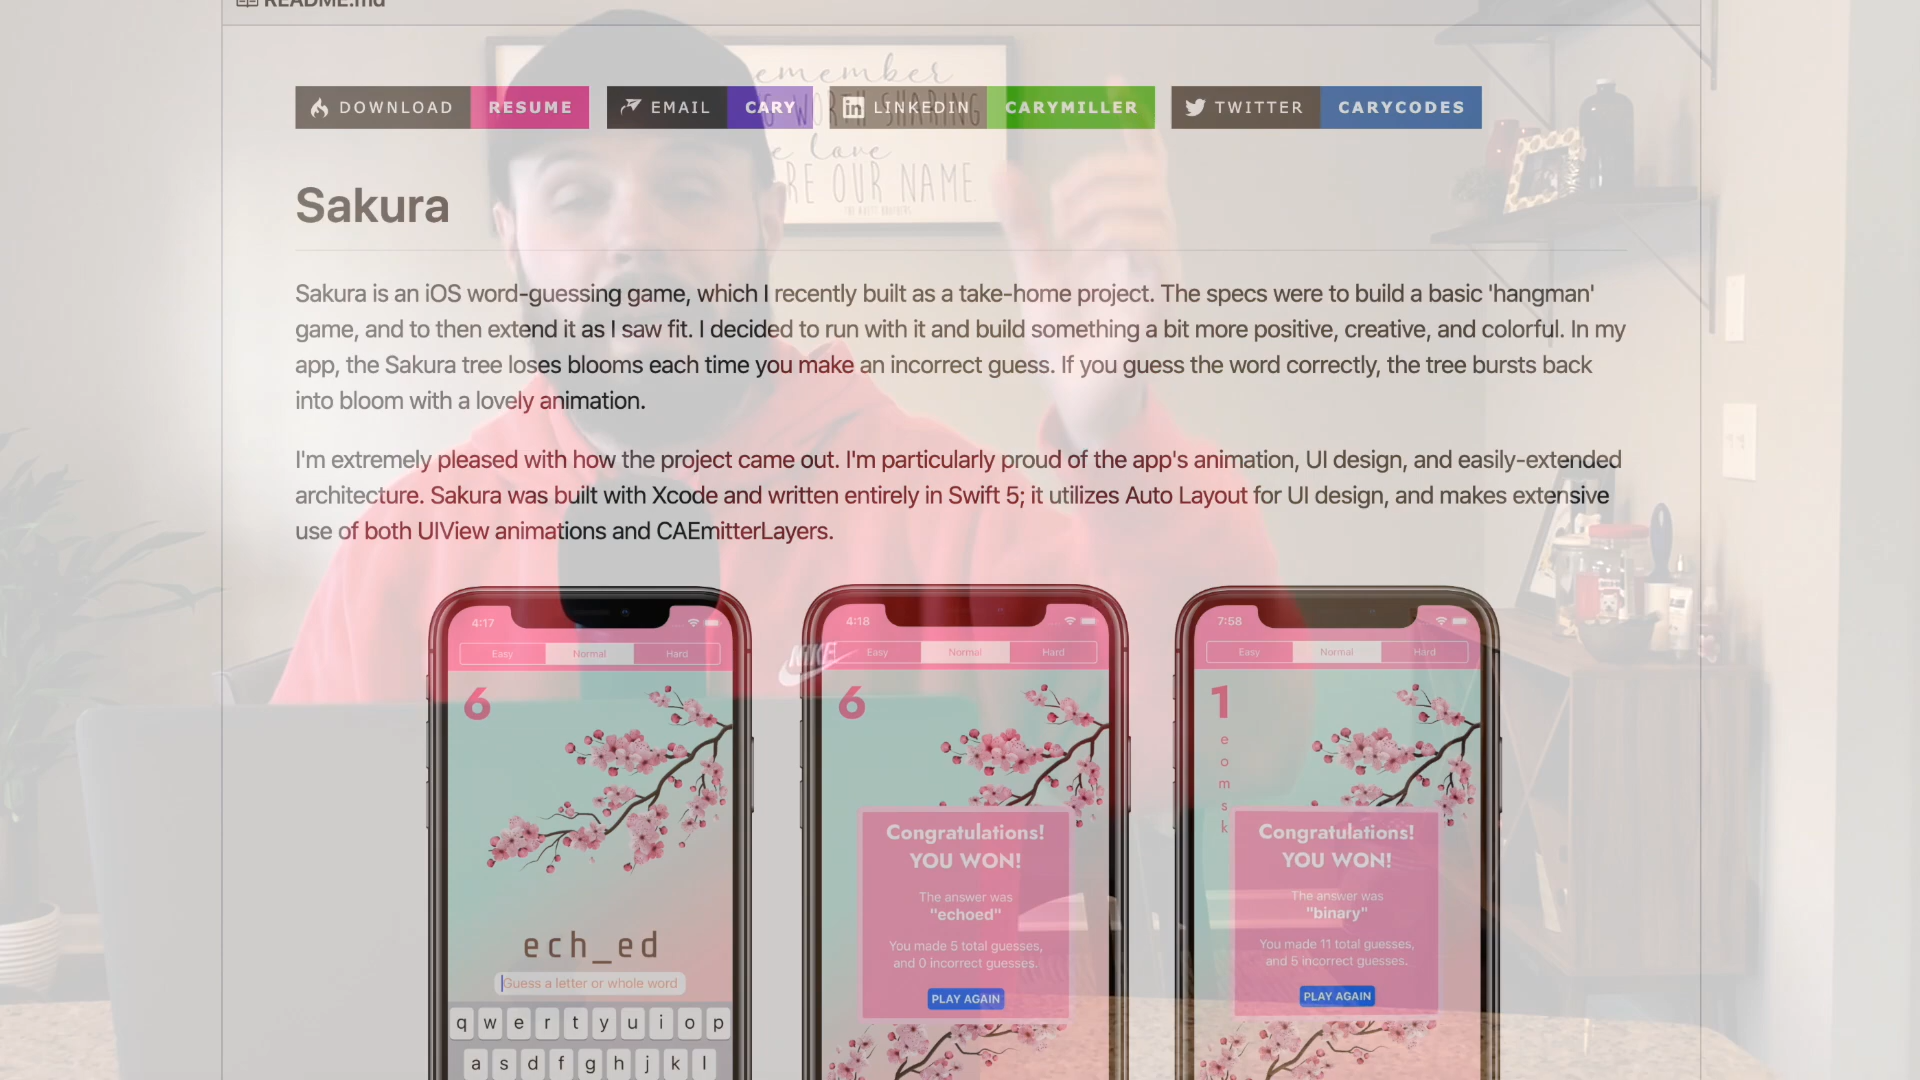 README.md
DOWNLOAD RESUME
EMAIL CARY
LINKEDIN CARYMILLER
TWITTER CARYCODES
emember
WORTH SHARING
e love
RE OUR NAME.
Sakura
Sakura is an iOS word-guessing game, which I recently built as a take-home project. The specs were to build a basic 'hangman'
game, and to then extend it as I saw fit. I decided to run with it and build something a bit more positive, creative, and colorful. In my
app, the Sakura tree loses blooms each time you make an incorrect guess. If you guess the word correctly, the tree bursts back
into bloom with a lovely animation.
I'm extremely pleased with how the project came out. I'm particularly proud of the app's animation, UI design, and easily-extended
architecture. Sakura was built with Xcode and written entirely in Swift 5; it utilizes Auto Layout for UI design, and makes extensive
use of both UIView animations and CAEmitterLayers.
4:17
Easy Normal Hard
6
ech_ed
Guess a letter or whole word
q w e r t y u i o p
a s d f g h j k l
NIKE
4:18
Easy Normal Hard
6
Congratulations!
YOU WON!
The answer was
"echoed"
You made 5 total guesses,
and 0 incorrect guesses.
PLAY AGAIN
7:58
Easy Normal Hard
1
e
o
m
s
k
Congratulations!
YOU WON!
The answer was
"binary"
You made 11 total guesses,
and 5 incorrect guesses.
PLAY AGAIN